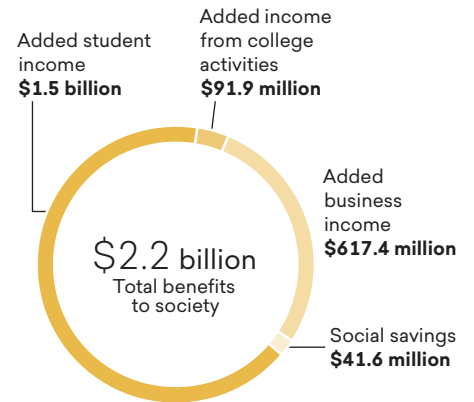 Added student
income
$1.5 billion
Added income
from college
activities
$91.9 million
Added
business
income
$617.4 million
$2.2 billion
Total benefits
to society
Social savings
$41.6 million